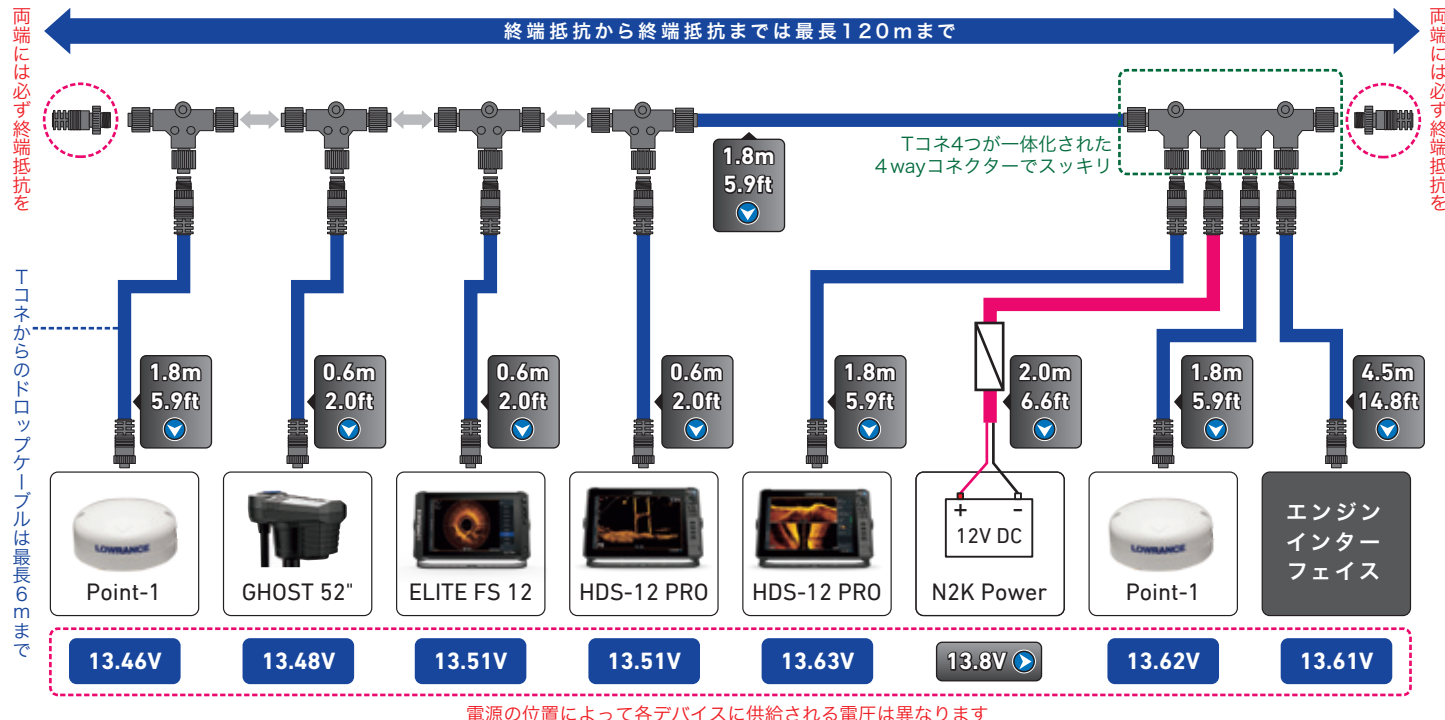 両端には必ず終端抵抗を
終端抵抗から終端抵抗までは最長120mまで
両端には必ず終端抵抗を
Tコネ4つが一体化された
4wayコネクターでスッキリ
1.8m
5.9ft
Tコネからのドロップケーブルは最長6mまで
1.8m
5.9ft
0.6m
2.0ft
0.6m
2.0ft
0.6m
2.0ft
1.8m
5.9ft
2.0m
6.6ft
1.8m
5.9ft
4.5m
14.8ft
LOWRANCE
Point-1
GHOST 52"
ELITE FS 12
HDS-12 PRO
HDS-12 PRO
+ -
12V DC
N2K Power
LOWRANCE
Point-1
エンジン
インター
フェイス
13.46V
13.48V
13.51V
13.51V
13.63V
13.8V
13.62V
13.61V
電源の位置によって各デバイスに供給される電圧は異なります